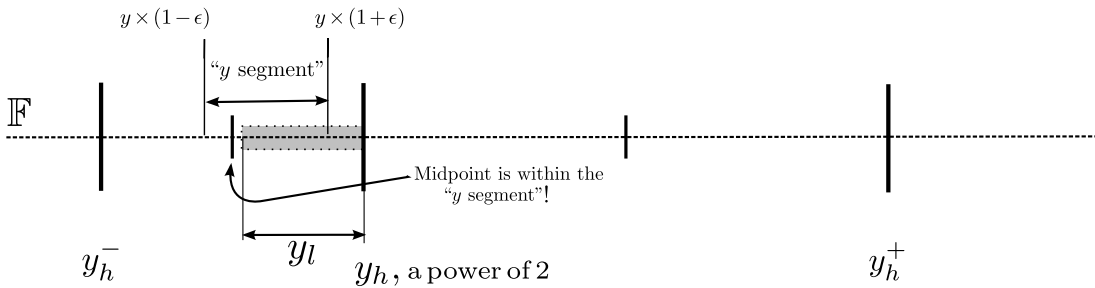 y × (1 − ϵ)
y × (1 + ϵ)
“y segment”
𝔽
Midpoint is within the
“y segment”!
y_l
y_h^-
y_h, a power of 2
y_h^+